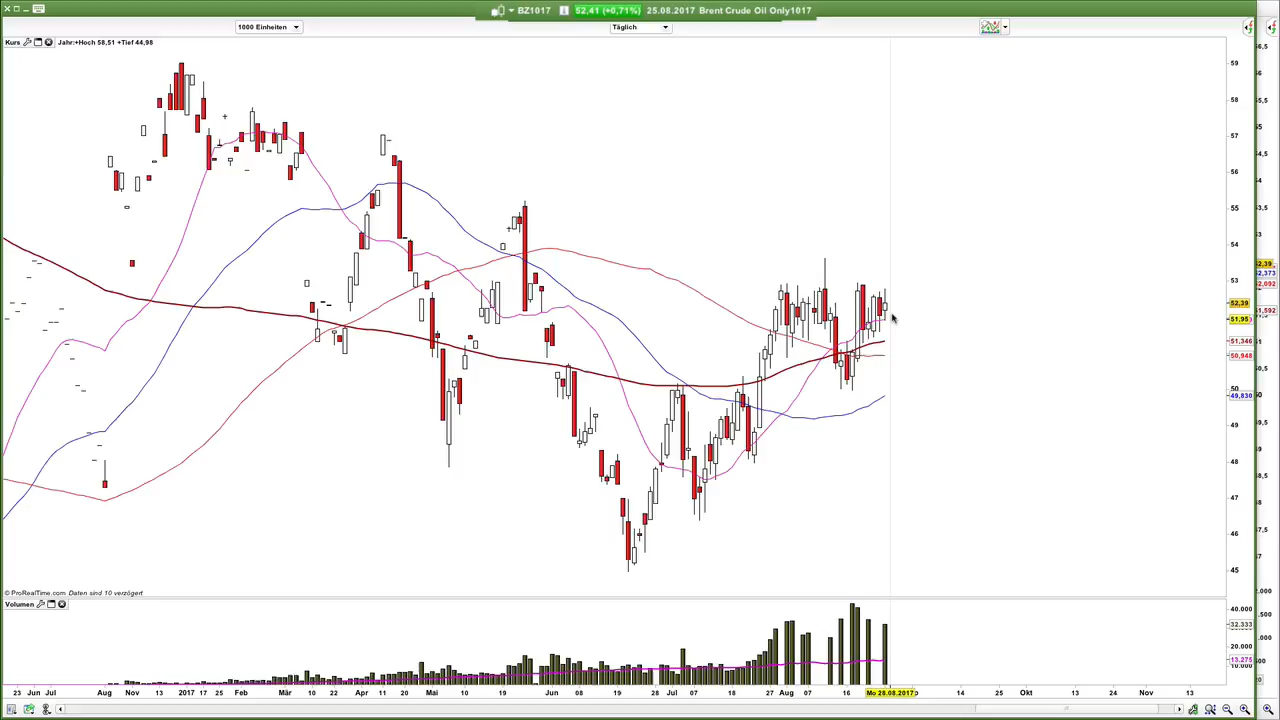 BZ1017 52,41 (+0,71%) 25.08.2017 Brent Crude Oil Only1017
1000 Einheiten
Täglich
Kurs
Jahr:+Hoch 58,51 +Tief 44,98
59
58
57
56
55
54
53
52,39
51,95
51,346
50,948
50
49,830
49
48
47
46
45
© ProRealTime.com Daten sind 10 verzögert
Volumen
40.000
32.333
20.000
13.275
23 Jun Jul Aug Nov 13 2017 17 25 Feb Mär 10 22 Apr 11 20 Mai 10 19 Jun 08 19 28 Jul 07 18 27 Aug 07 16 Mo 28.08.2017 14 25 Okt 13 23 Nov 13